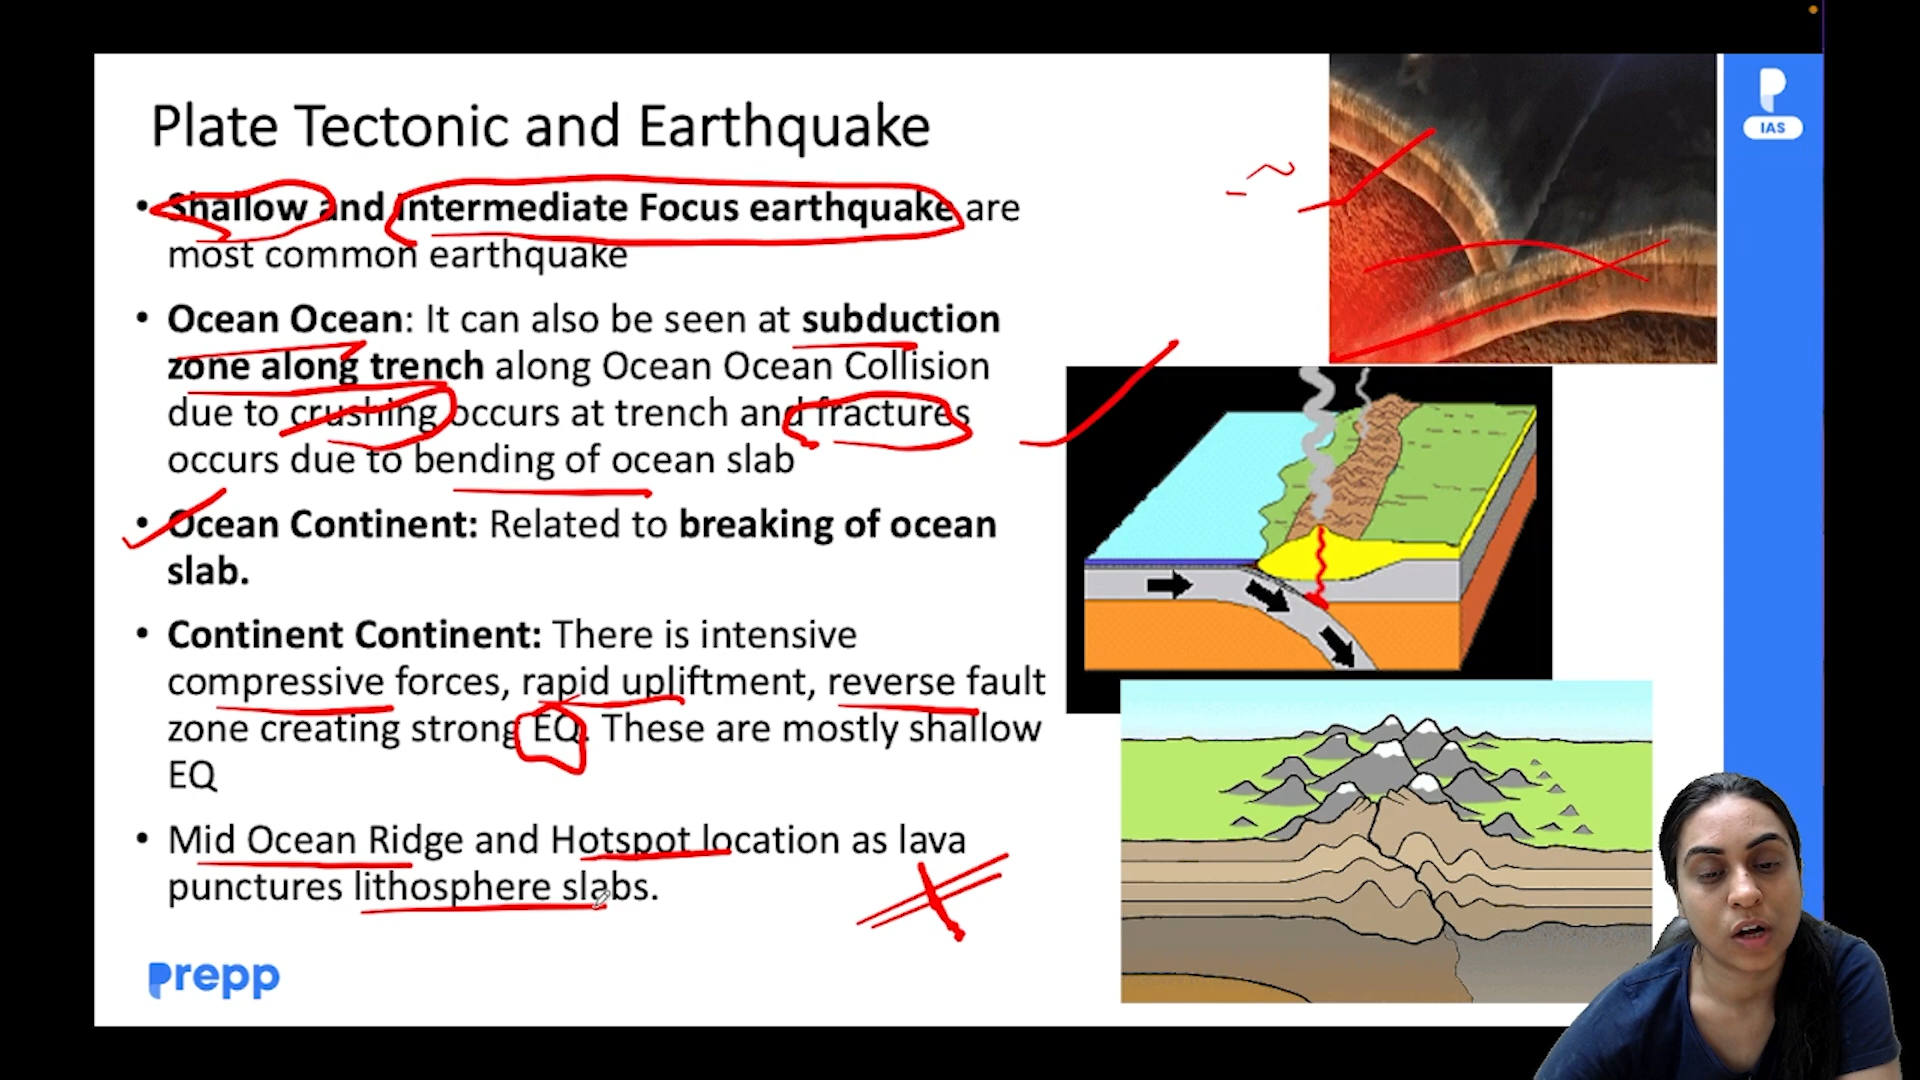 Plate Tectonic and Earthquake
• Shallow and Intermediate Focus earthquake are
most common earthquake
• Ocean Ocean: It can also be seen at subduction
zone along trench along Ocean Ocean Collision
due to crushing occurs at trench and fractures
occurs due to bending of ocean slab
• Ocean Continent: Related to breaking of ocean
slab.
• Continent Continent: There is intensive
compressive forces, rapid upliftment, reverse fault
zone creating strong EQ. These are mostly shallow
EQ
• Mid Ocean Ridge and Hotspot location as lava
punctures lithosphere slabs.
prepp
P
IAS